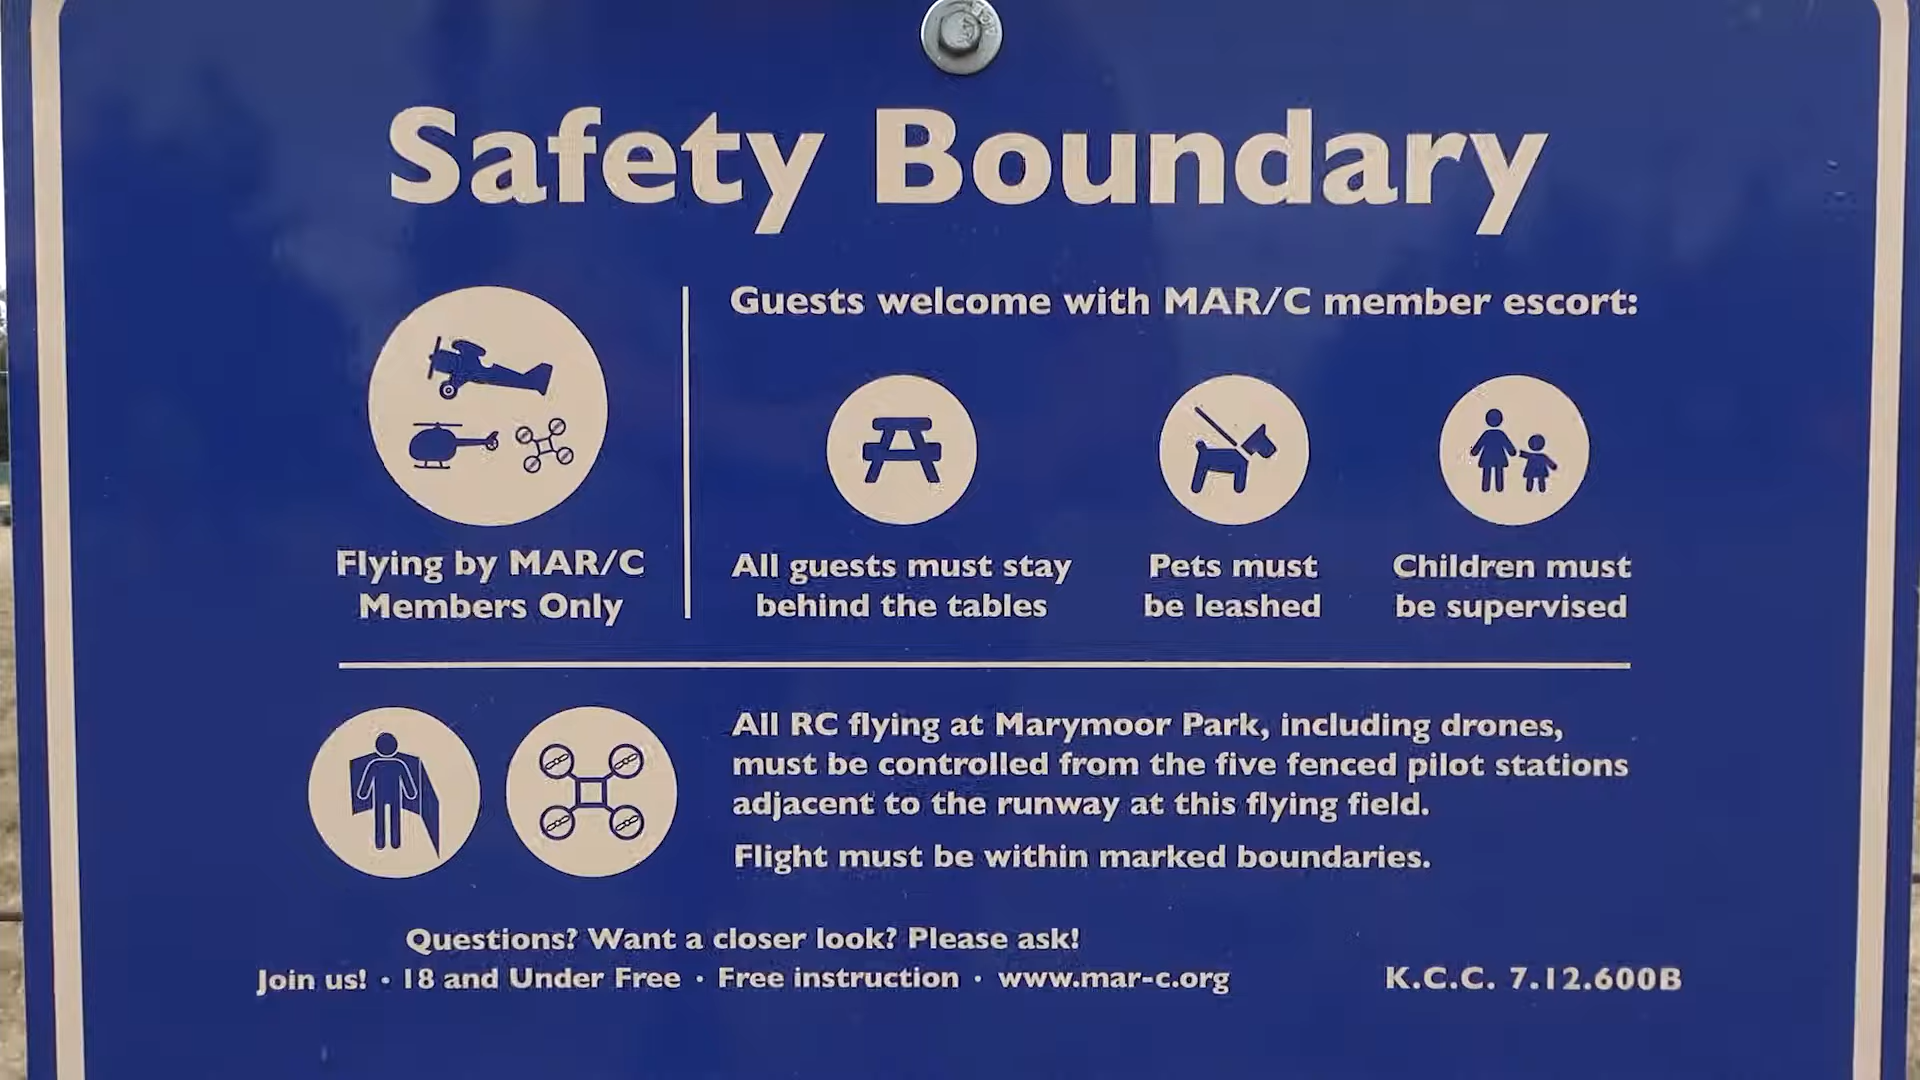 Safety Boundary
Guests welcome with MAR/C member escort:
Flying by MAR/C
Members Only
All guests must stay
behind the tables
Pets must
be leashed
Children must
be supervised
All RC flying at Marymoor Park, including drones,
must be controlled from the five fenced pilot stations
adjacent to the runway at this flying field.
Flight must be within marked boundaries.
Questions? Want a closer look? Please ask!
Join us! · 18 and Under Free · Free instruction · www.mar-c.org
K.C.C. 7.12.600B